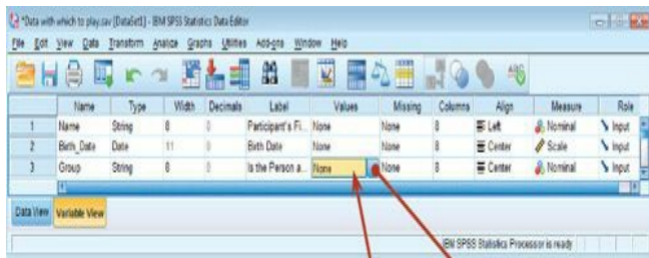 *Data with which to play.sav [DataSet1] - IBM SPSS Statistics Data Editor
File Edit View Data Transform Analyze Graphs Utilities Add-ons Window Help
Name Type Width Decimals Label Values Missing Columns Align Measure Role
1 Name String 8 0 Participant's Fi... None None 8 Left Nominal Input
2 Birth_Date Date 11 0 Birth Date None None 8 Center Scale Input
3 Group String 8 0 Is the Person a... None None 8 Center Nominal Input
Data View Variable View
IBM SPSS Statistics Processor is ready